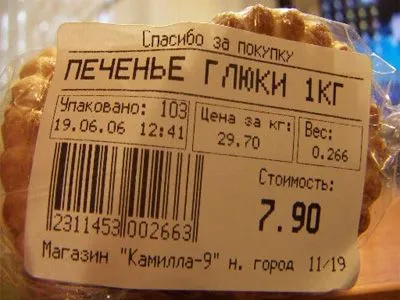 Спасибо за покупку
ПЕЧЕНЬЕ ГЛЮКИ 1КГ
Упаковано: 103
19.06.06 12:41
Цена за кг:
29.70
Вес:
0.266
Стоимость:
7.90
2311453 002663
Магазин "Камилла-9" н. город 11/19